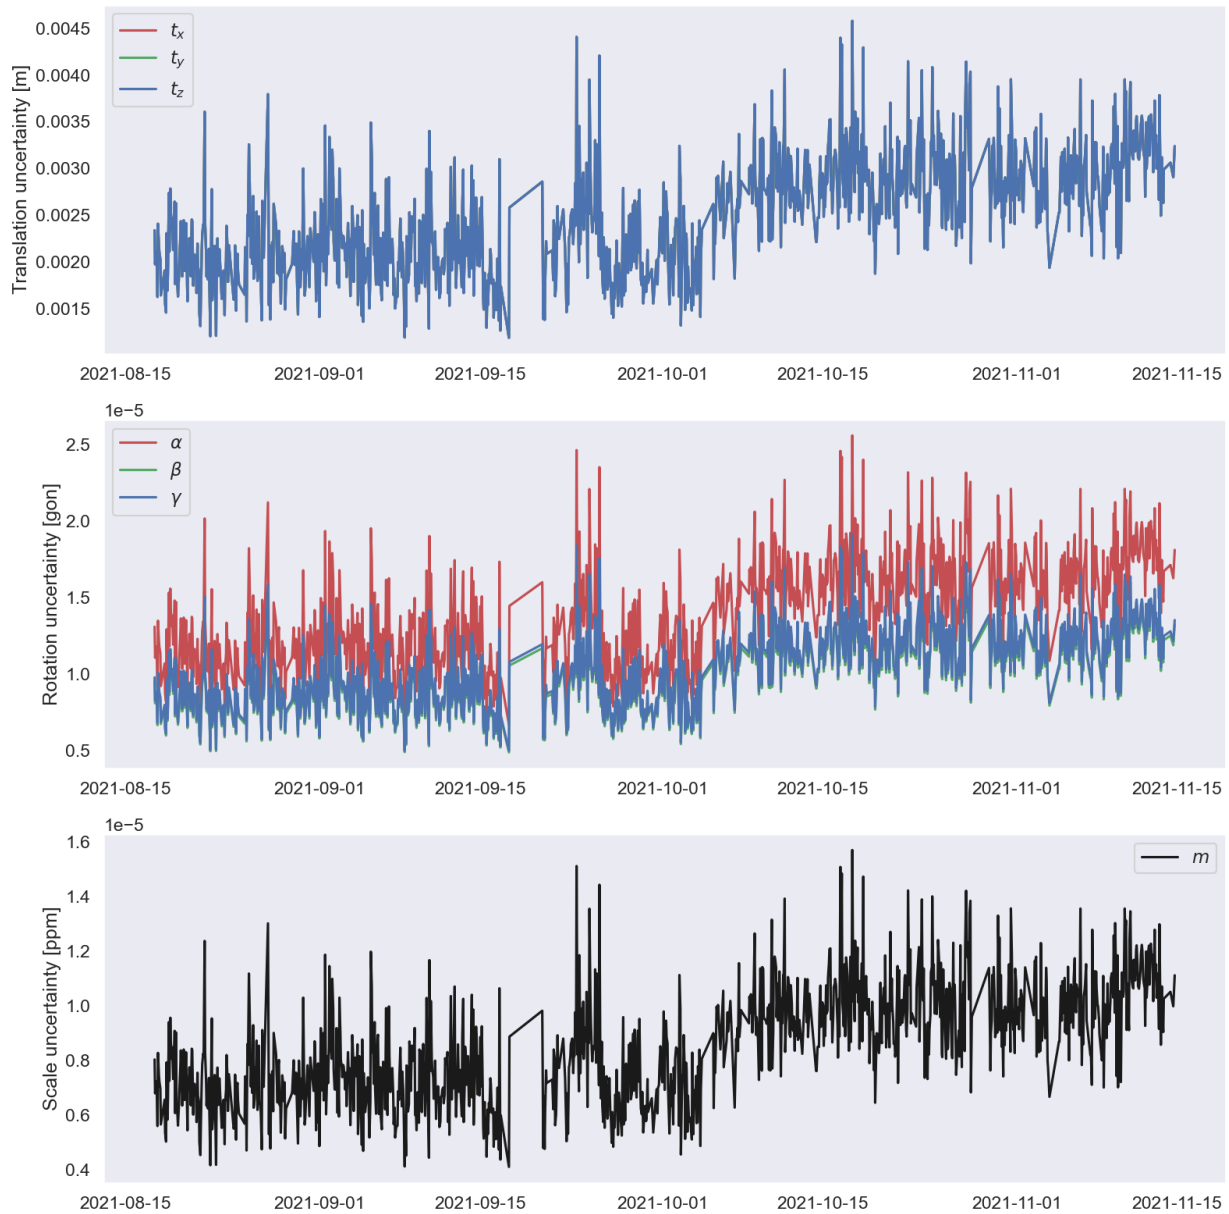 Translation uncertainty [m]
0.0045
0.0040
0.0035
0.0030
0.0025
0.0020
0.0015
t_x
t_y
t_z
2021-08-15 2021-09-01 2021-09-15 2021-10-01 2021-10-15 2021-11-01 2021-11-15
1e−5
Rotation uncertainty [gon]
2.5
2.0
1.5
1.0
0.5
α
β
γ
2021-08-15 2021-09-01 2021-09-15 2021-10-01 2021-10-15 2021-11-01 2021-11-15
1e−5
Scale uncertainty [ppm]
1.6
1.4
1.2
1.0
0.8
0.6
0.4
m
2021-08-15 2021-09-01 2021-09-15 2021-10-01 2021-10-15 2021-11-01 2021-11-15